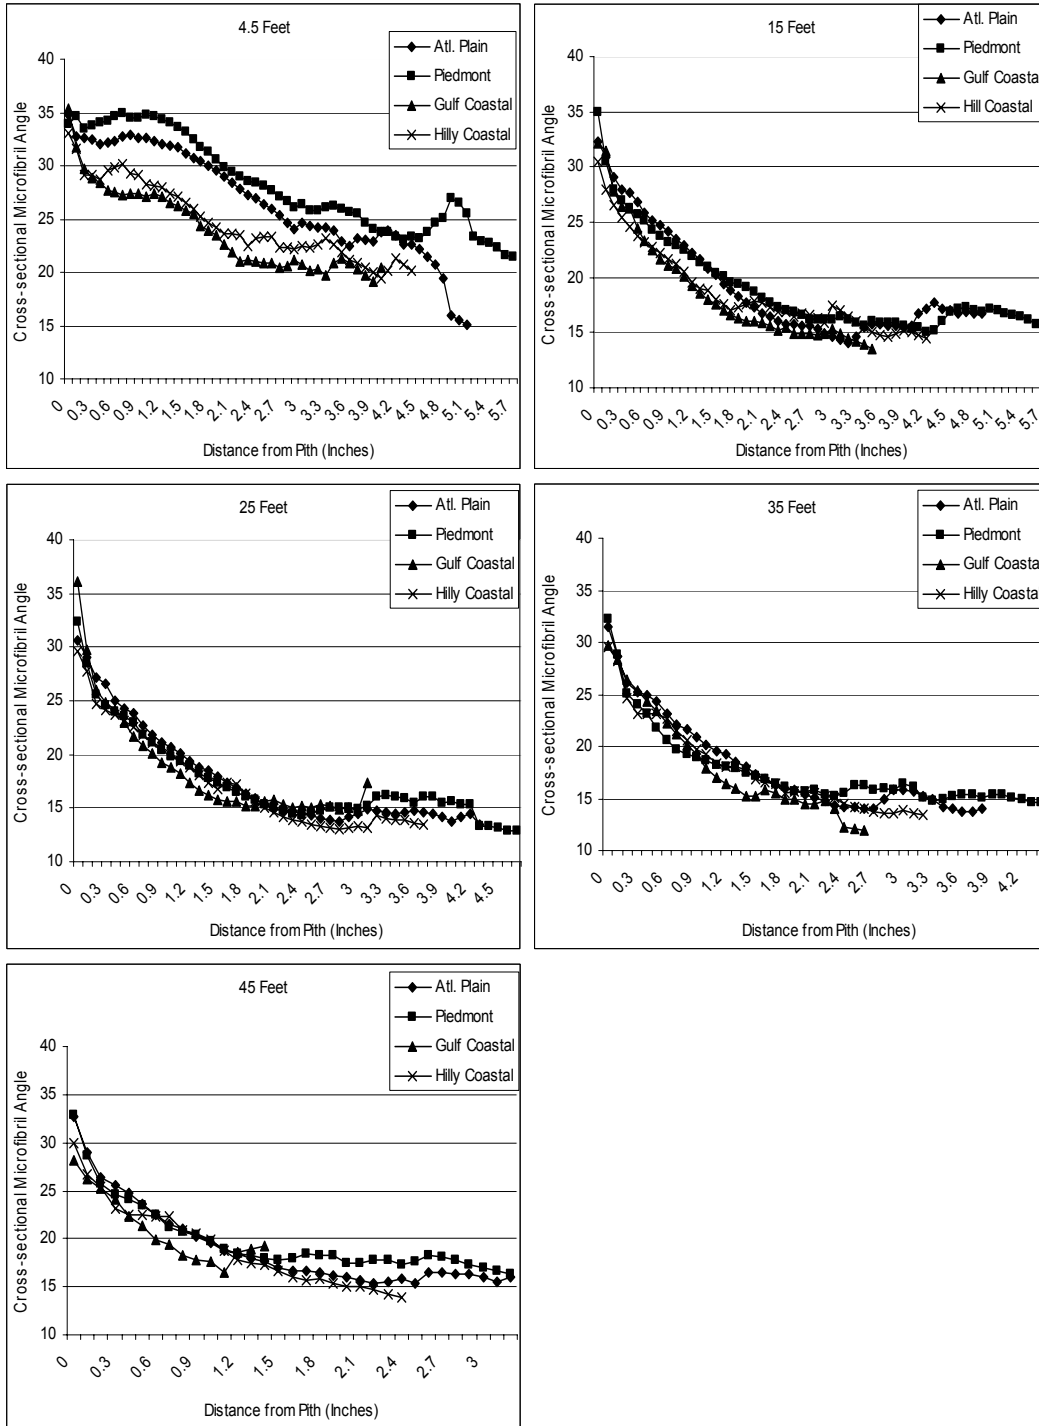 4.5 Feet
Atl. Plain
Piedmont
Gulf Coastal
Hilly Coastal
Cross-sectional Microfibril Angle
40
35
30
25
20
15
10
0 0.3 0.6 0.9 1.2 1.5 1.8 2.1 2.4 2.7 3 3.3 3.6 3.9 4.2 4.5 4.8 5.1 5.4 5.7
Distance from Pith (Inches)
15 Feet
Atl. Plain
Piedmont
Gulf Coastal
Hill Coastal
Cross-sectional Microfibril Angle
40
35
30
25
20
15
10
0 0.3 0.6 0.9 1.2 1.5 1.8 2.1 2.4 2.7 3 3.3 3.6 3.9 4.2 4.5 4.8 5.1 5.4 5.7
Distance from Pith (Inches)
25 Feet
Atl. Plain
Piedmont
Gulf Coastal
Hilly Coastal
Cross-sectional Microfibril Angle
40
35
30
25
20
15
10
0 0.3 0.6 0.9 1.2 1.5 1.8 2.1 2.4 2.7 3 3.3 3.6 3.9 4.2 4.5
Distance from Pith (Inches)
35 Feet
Atl. Plain
Piedmont
Gulf Coastal
Hilly Coastal
Cross-sectional Microfibril Angle
40
35
30
25
20
15
10
0 0.3 0.6 0.9 1.2 1.5 1.8 2.1 2.4 2.7 3 3.3 3.6 3.9 4.2
Distance from Pith (Inches)
45 Feet
Atl. Plain
Piedmont
Gulf Coastal
Hilly Coastal
Cross-sectional Microfibril Angle
40
35
30
25
20
15
10
0 0.3 0.6 0.9 1.2 1.5 1.8 2.1 2.4 2.7 3
Distance from Pith (Inches)